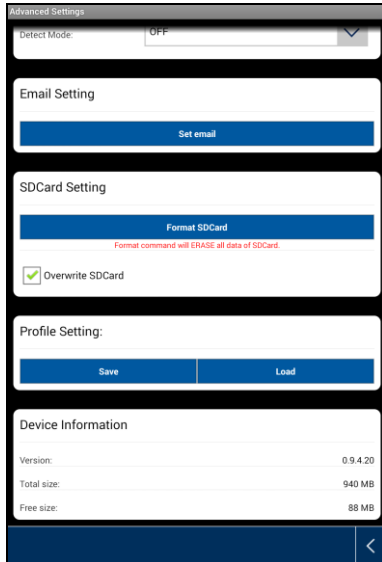 Advanced Settings
Detect Mode: OFF
Email Setting
Set email
SDCard Setting
Format SDCard
Format command will ERASE all data of SDCard.
Overwrite SDCard
Profile Setting:
Save Load
Device Information
Version: 0.9.4.20
Total size: 940 MB
Free size: 88 MB